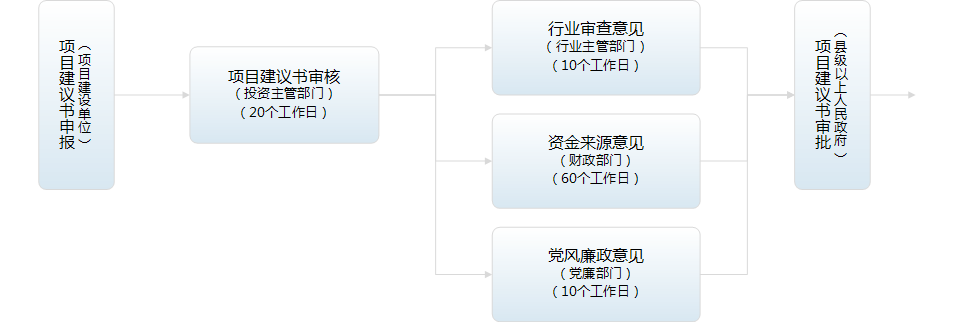 项目建议书申报
（项目建设单位）
项目建议书审核
（投资主管部门）
（20个工作日）
行业审查意见
（行业主管部门）
（10个工作日）
资金来源意见
（财政部门）
（60个工作日）
党风廉政意见
（党廉部门）
（10个工作日）
项目建议书审批
（县级以上人民政府）